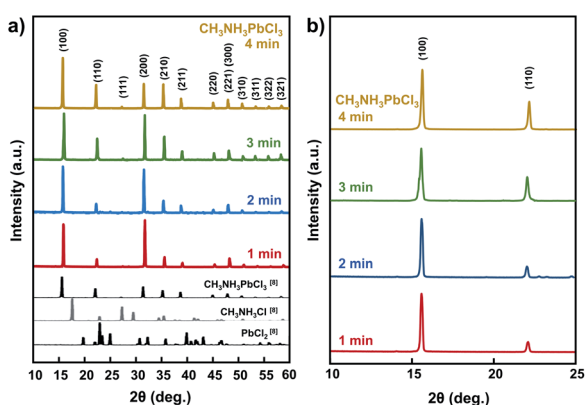 a)
CH3NH3PbCl3
4 min
(100)
(110)
(111)
(200)
(210)
(211)
(220)
(221) (300)
(310)
(311)
(322)
(321)
3 min
2 min
1 min
CH3NH3PbCl3 [8]
CH3NH3Cl [8]
PbCl2 [8]
Intensity (a.u.)
10 15 20 25 30 35 40 45 50 55 60
2θ (deg.)
b)
(100)
(110)
CH3NH3PbCl3
4 min
3 min
2 min
1 min
Intensity (a.u.)
10 15 20 25
2θ (deg.)